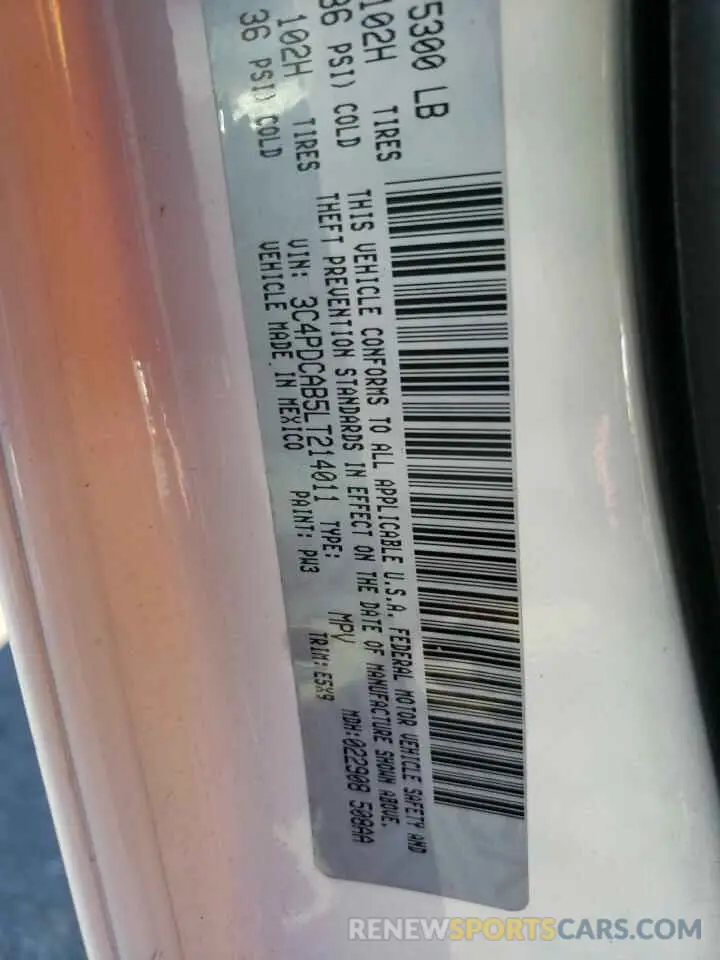 5300 LB
102H TIRES
36 PSI) COLD
102H TIRES
36 PSI) COLD
THIS VEHICLE CONFORMS TO ALL APPLICABLE U.S.A. FEDERAL MOTOR VEHICLE SAFETY AND
THEFT PREVENTION STANDARDS IN EFFECT ON THE DATE OF MANUFACTURE SHOWN ABOVE.
VIN: 3C4PDCAB5LT214011 TYPE: MPV MDH:022908 508AA
VEHICLE MADE IN MEXICO PAINT: PW3 TRIM: E5X9
RENEWSPORTSCARS.COM